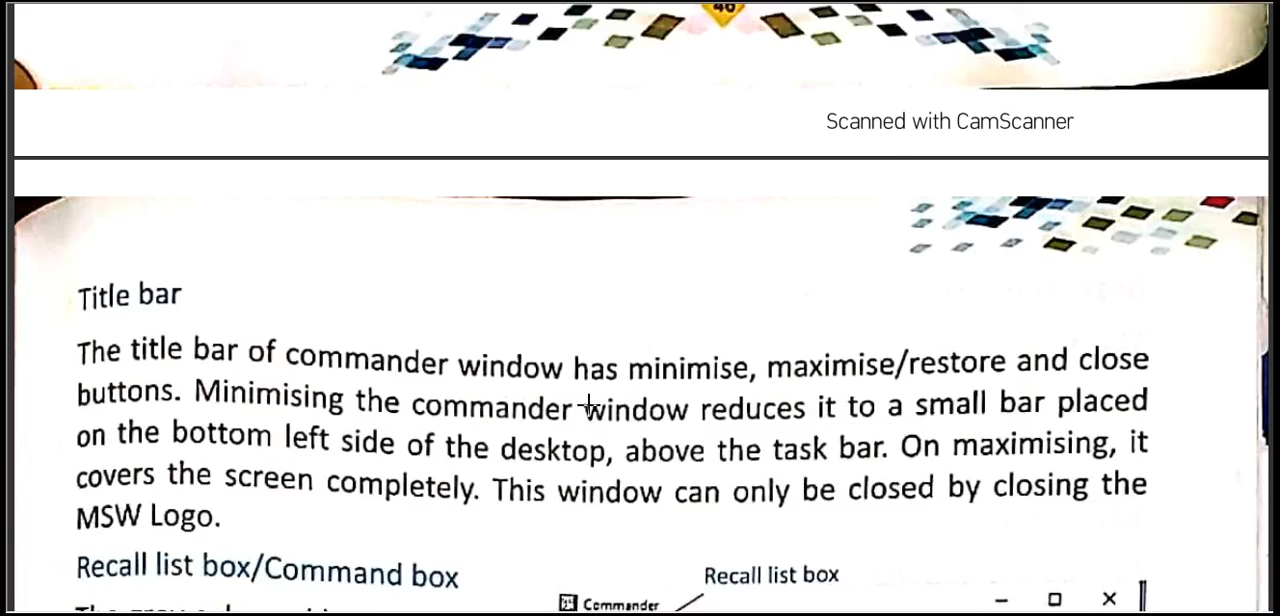 40
Scanned with CamScanner
Title bar
The title bar of commander window has minimise, maximise/restore and close
buttons. Minimising the commander window reduces it to a small bar placed
on the bottom left side of the desktop, above the task bar. On maximising, it
covers the screen completely. This window can only be closed by closing the
MSW Logo.
Recall list box/Command box
Recall list box
Commander